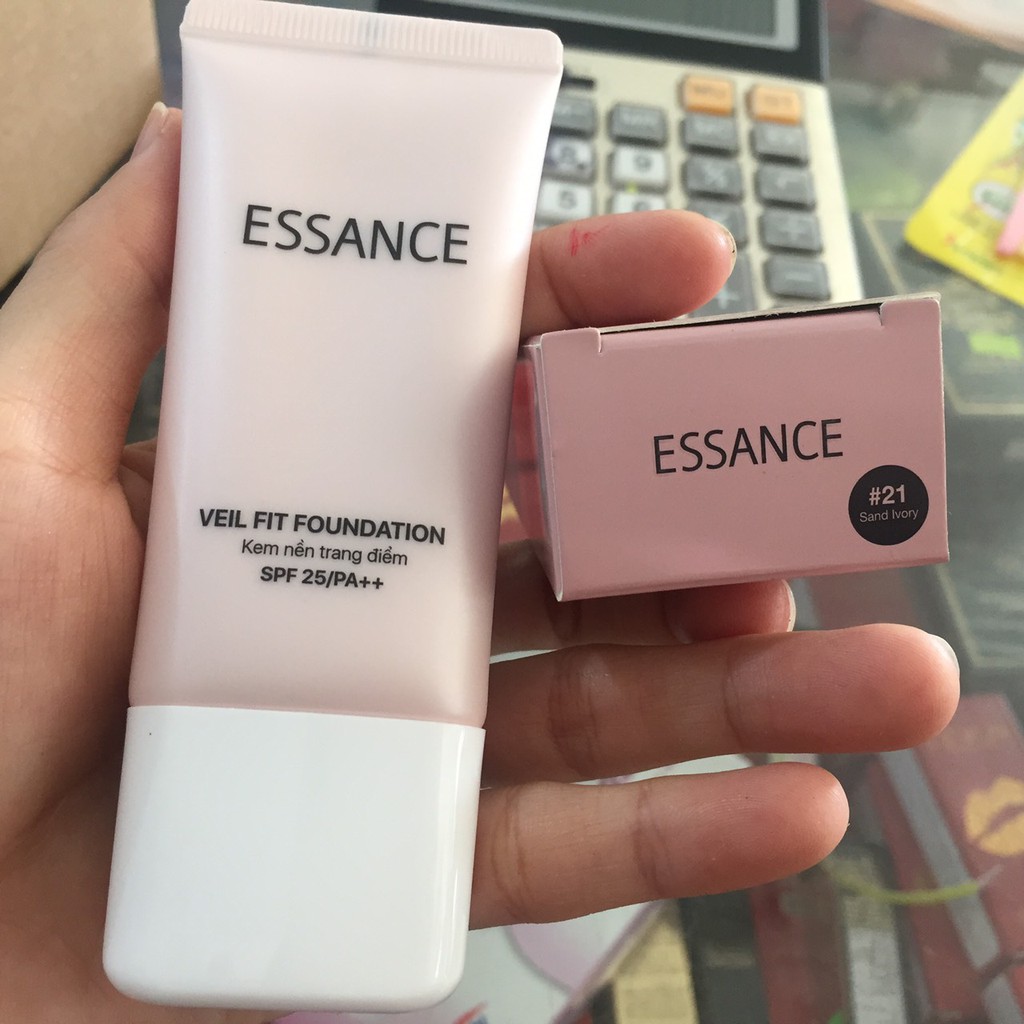 ESSANCE
VEIL FIT FOUNDATION
Kem nền trang điểm
SPF 25/PA++
ESSANCE
#21
Sand Ivory